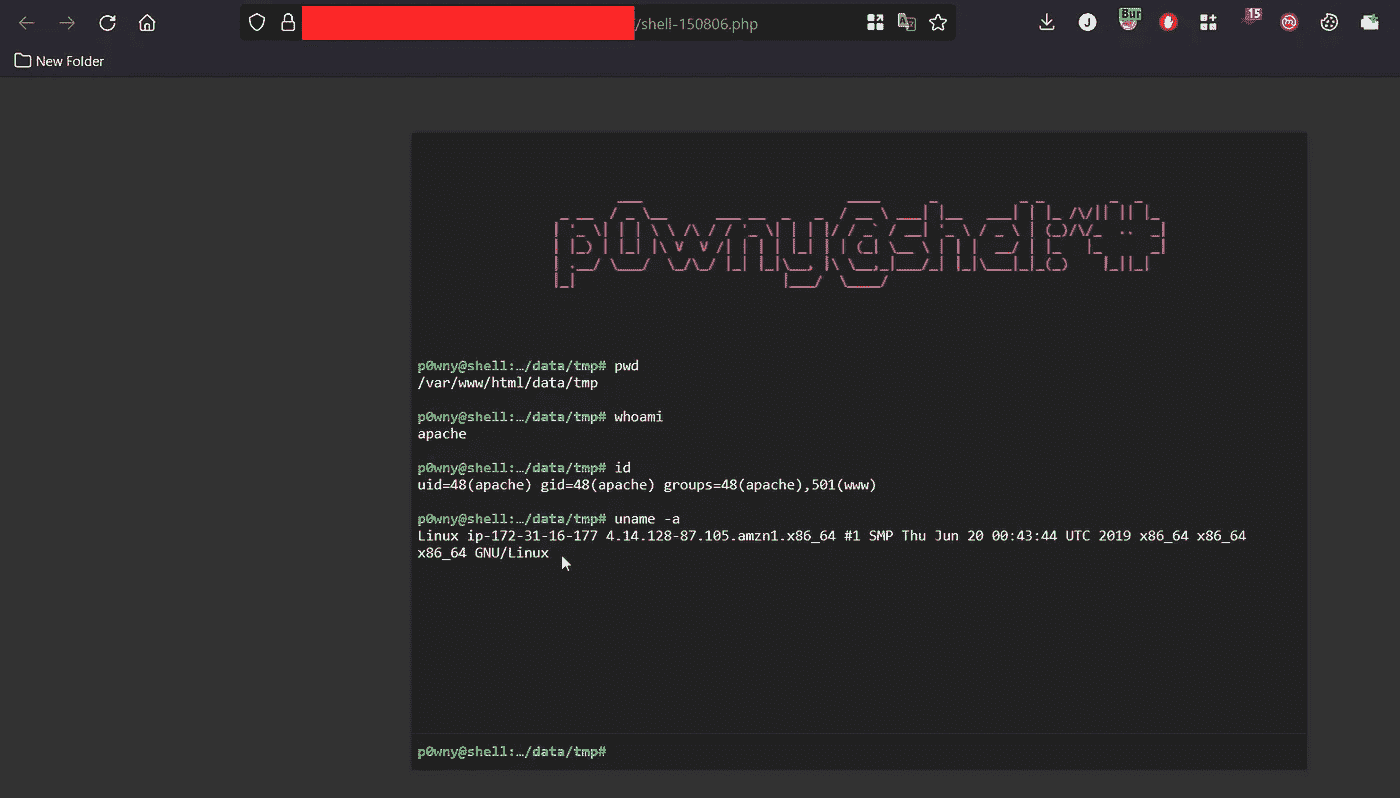 /shell-150806.php
J
Bur
15
m
New Folder
p0wny@shell:~#
p0wny@shell:…/data/tmp# pwd
/var/www/html/data/tmp
p0wny@shell:…/data/tmp# whoami
apache
p0wny@shell:…/data/tmp# id
uid=48(apache) gid=48(apache) groups=48(apache),501(www)
p0wny@shell:…/data/tmp# uname -a
Linux ip-172-31-16-177 4.14.128-87.105.amzn1.x86_64 #1 SMP Thu Jun 20 00:43:44 UTC 2019 x86_64 x86_64
x86_64 GNU/Linux
p0wny@shell:…/data/tmp#